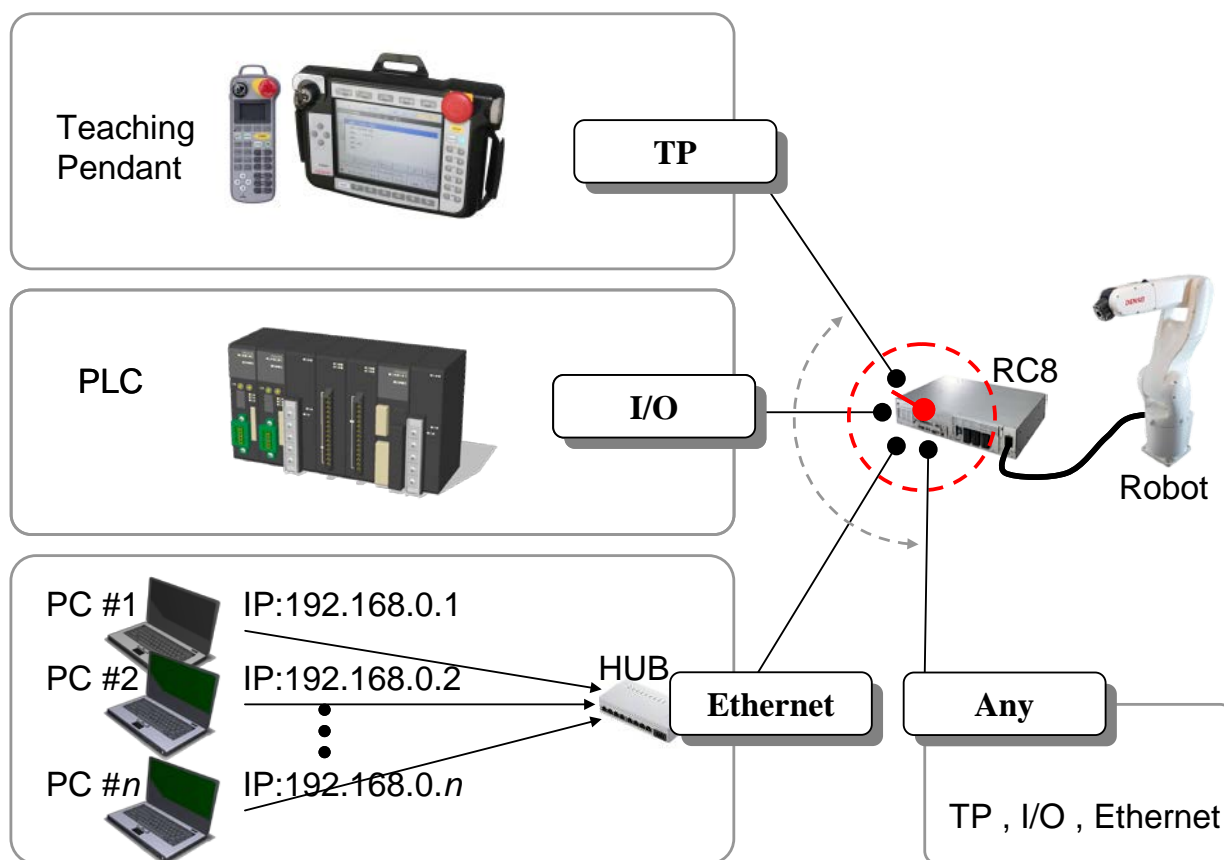 Teaching
Pendant
TP
PLC
I/O
RC8
DENSO
Robot
PC #1
IP:192.168.0.1
PC #2
IP:192.168.0.2
PC #n
IP:192.168.0.n
HUB
Ethernet
Any
TP , I/O , Ethernet